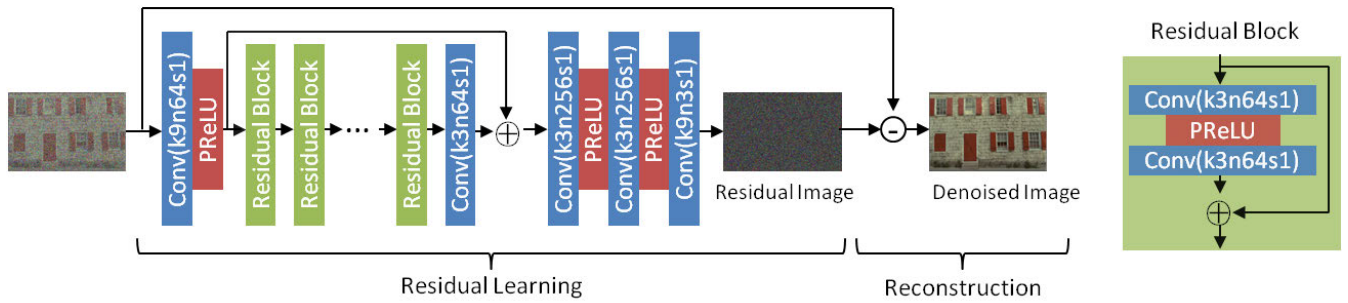 Conv(k9n64s1)
PReLU
Residual Block
Residual Block
...
Residual Block
Conv(k3n64s1)
+
Conv(k3n256s1)
PReLU
Conv(k3n256s1)
PReLU
Conv(k9n3s1)
Residual Image
-
Denoised Image
Residual Learning
Reconstruction
Residual Block
Conv(k3n64s1)
PReLU
Conv(k3n64s1)
+